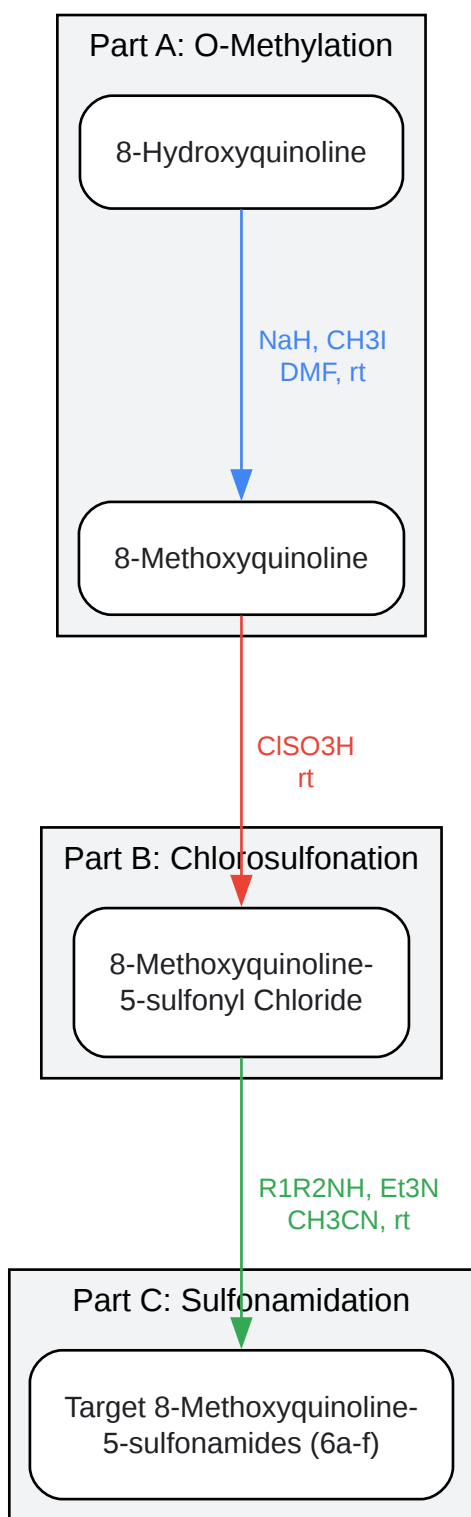 Part A: O-Methylation
8-Hydroxyquinoline
NaH, CH3I
DMF, rt
8-Methoxyquinoline
ClSO3H
rt
Part B: Chlorosulfonation
8-Methoxyquinoline-
5-sulfonyl Chloride
R1R2NH, Et3N
CH3CN, rt
Part C: Sulfonamidation
Target 8-Methoxyquinoline-
5-sulfonamides (6a-f)